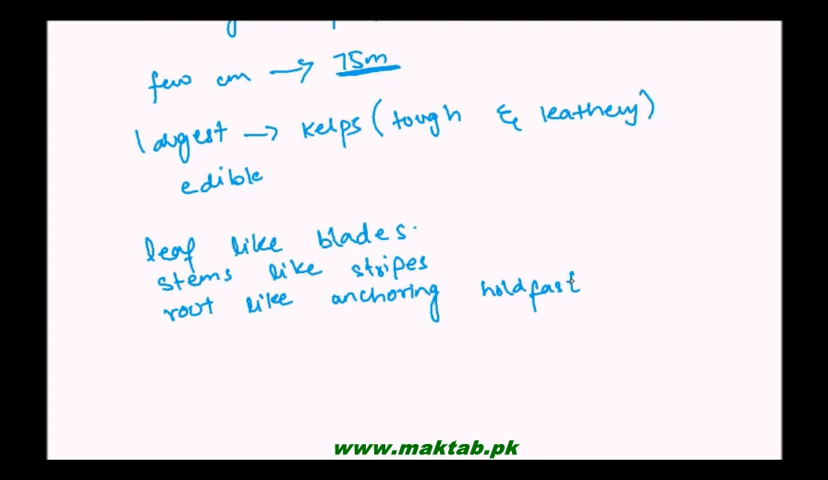 few cm → 75m
largest → Kelps (tough & leathery)
edible
leaf like blades.
stems like stripes
root like anchoring holdfast
www.maktab.pk